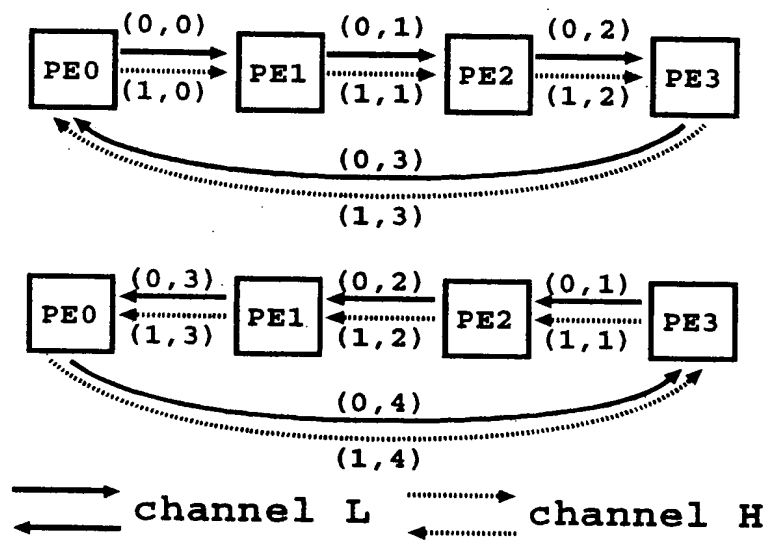 (0,0) (0,1) (0,2)
PE0 PE1 PE2 PE3
(1,0) (1,1) (1,2)
(0,3)
(1,3)
(0,3) (0,2) (0,1)
PE0 PE1 PE2 PE3
(1,3) (1,2) (1,1)
(0,4)
(1,4)
channel L channel H